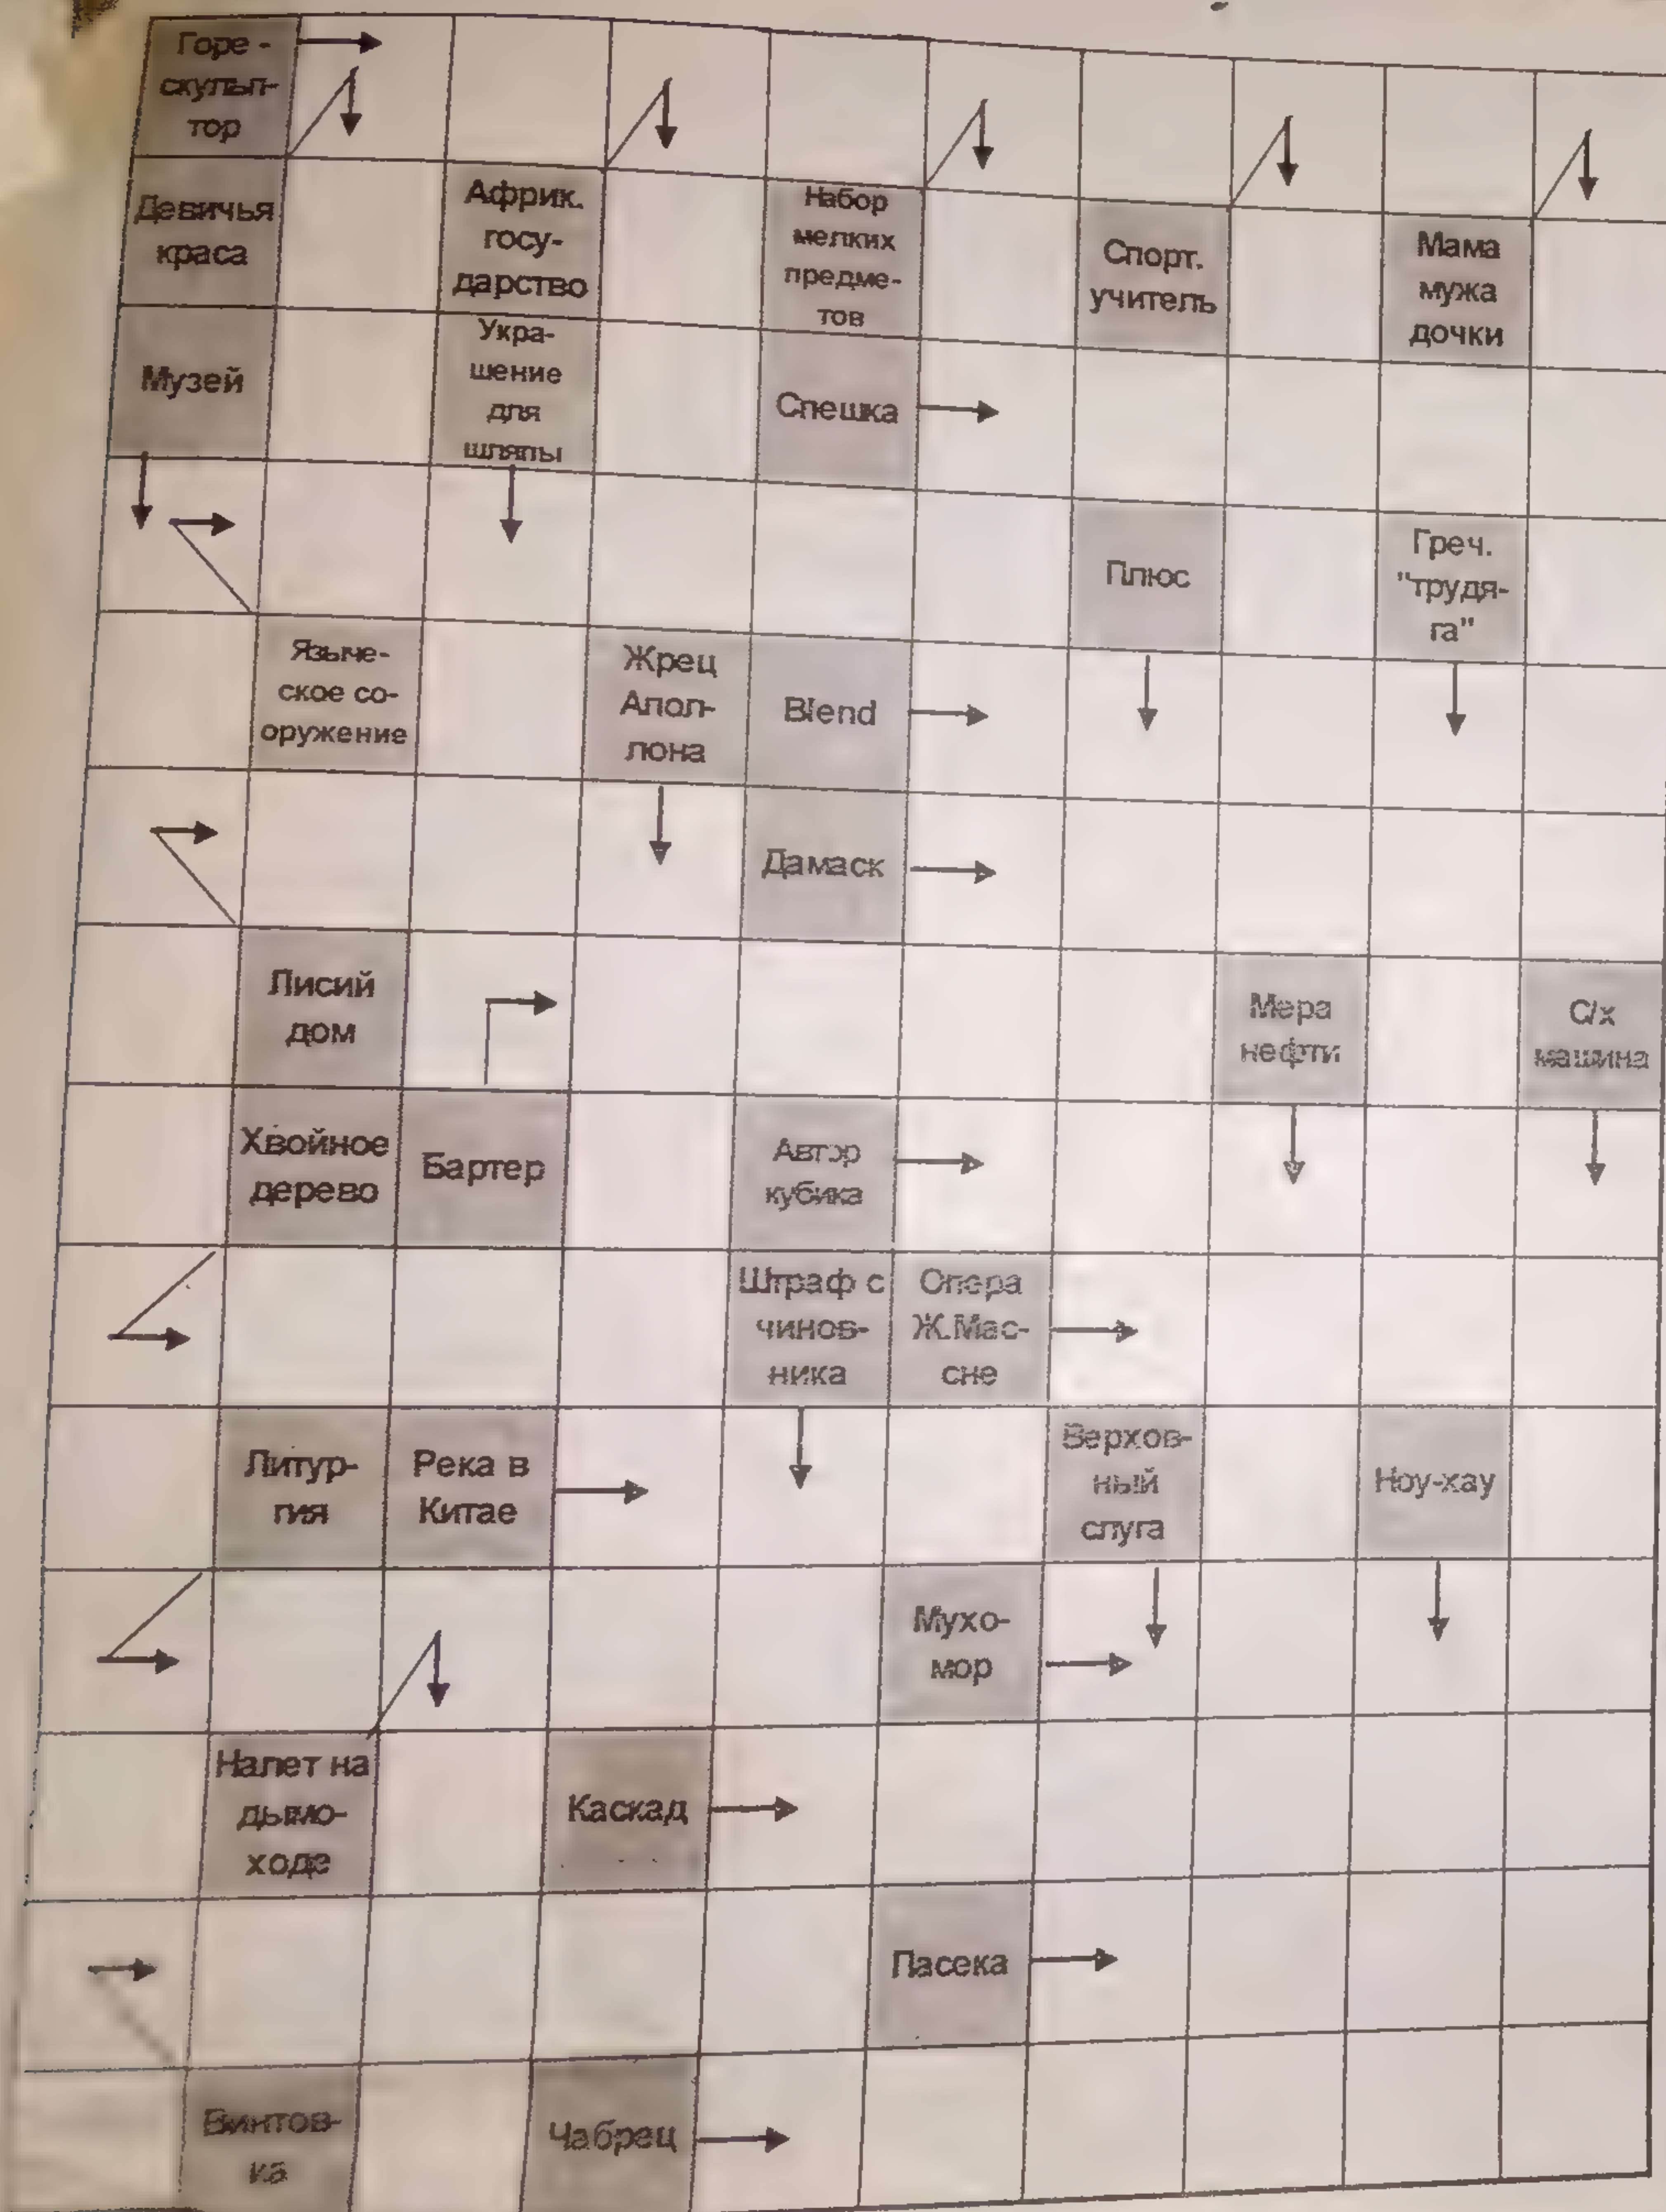 Горе -
скульп-
тор
Девичья
краса
Африк.
госу-
дарство
Набор
мелких
предме-
тов
Спорт.
учитель
Мама
мужа
дочки
Музей
Укра-
шение
для
шляпы
Спешка
Плюс
Греч.
"трудя-
га"
Языче-
ское со-
оружение
Жрец
Апол-
лона
Blend
Дамаск
Лисий
дом
Мера
нефти
С/х
машина
Хвойное
дерево
Бартер
Автор
кубика
Штраф с
чинов-
ника
Опера
Ж.Мас-
сне
Литур-
гия
Река в
Китае
Верхов-
ный
слуга
Ноу-хау
Мухо-
мор
Налет на
дымо-
ходе
Каскад
Пасека
Винтов-
ка
Чабрец